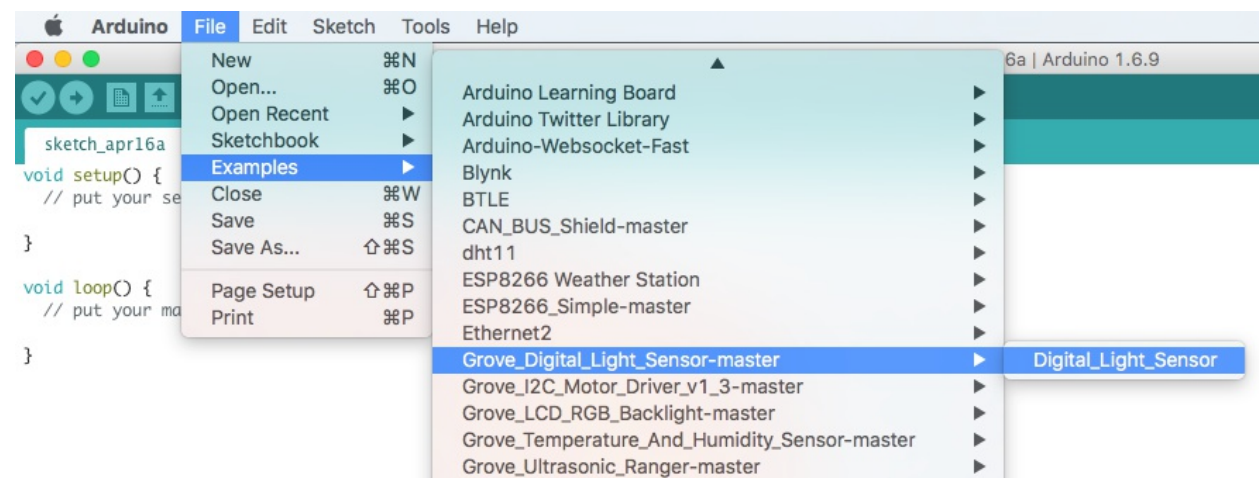 Arduino File Edit Sketch Tools Help
6a | Arduino 1.6.9
sketch_apr16a
void setup() {
// put your se
}
void loop() {
// put your ma
}
New ⌘N
Open... ⌘O
Open Recent ▶
Sketchbook ▶
Examples ▶
Close ⌘W
Save ⌘S
Save As... ⇧⌘S
Page Setup ⇧⌘P
Print ⌘P
Arduino Learning Board
Arduino Twitter Library
Arduino-Websocket-Fast
Blynk
BTLE
CAN_BUS_Shield-master
dht11
ESP8266 Weather Station
ESP8266_Simple-master
Ethernet2
Grove_Digital_Light_Sensor-master
Grove_I2C_Motor_Driver_v1_3-master
Grove_LCD_RGB_Backlight-master
Grove_Temperature_And_Humidity_Sensor-master
Grove_Ultrasonic_Ranger-master
Digital_Light_Sensor